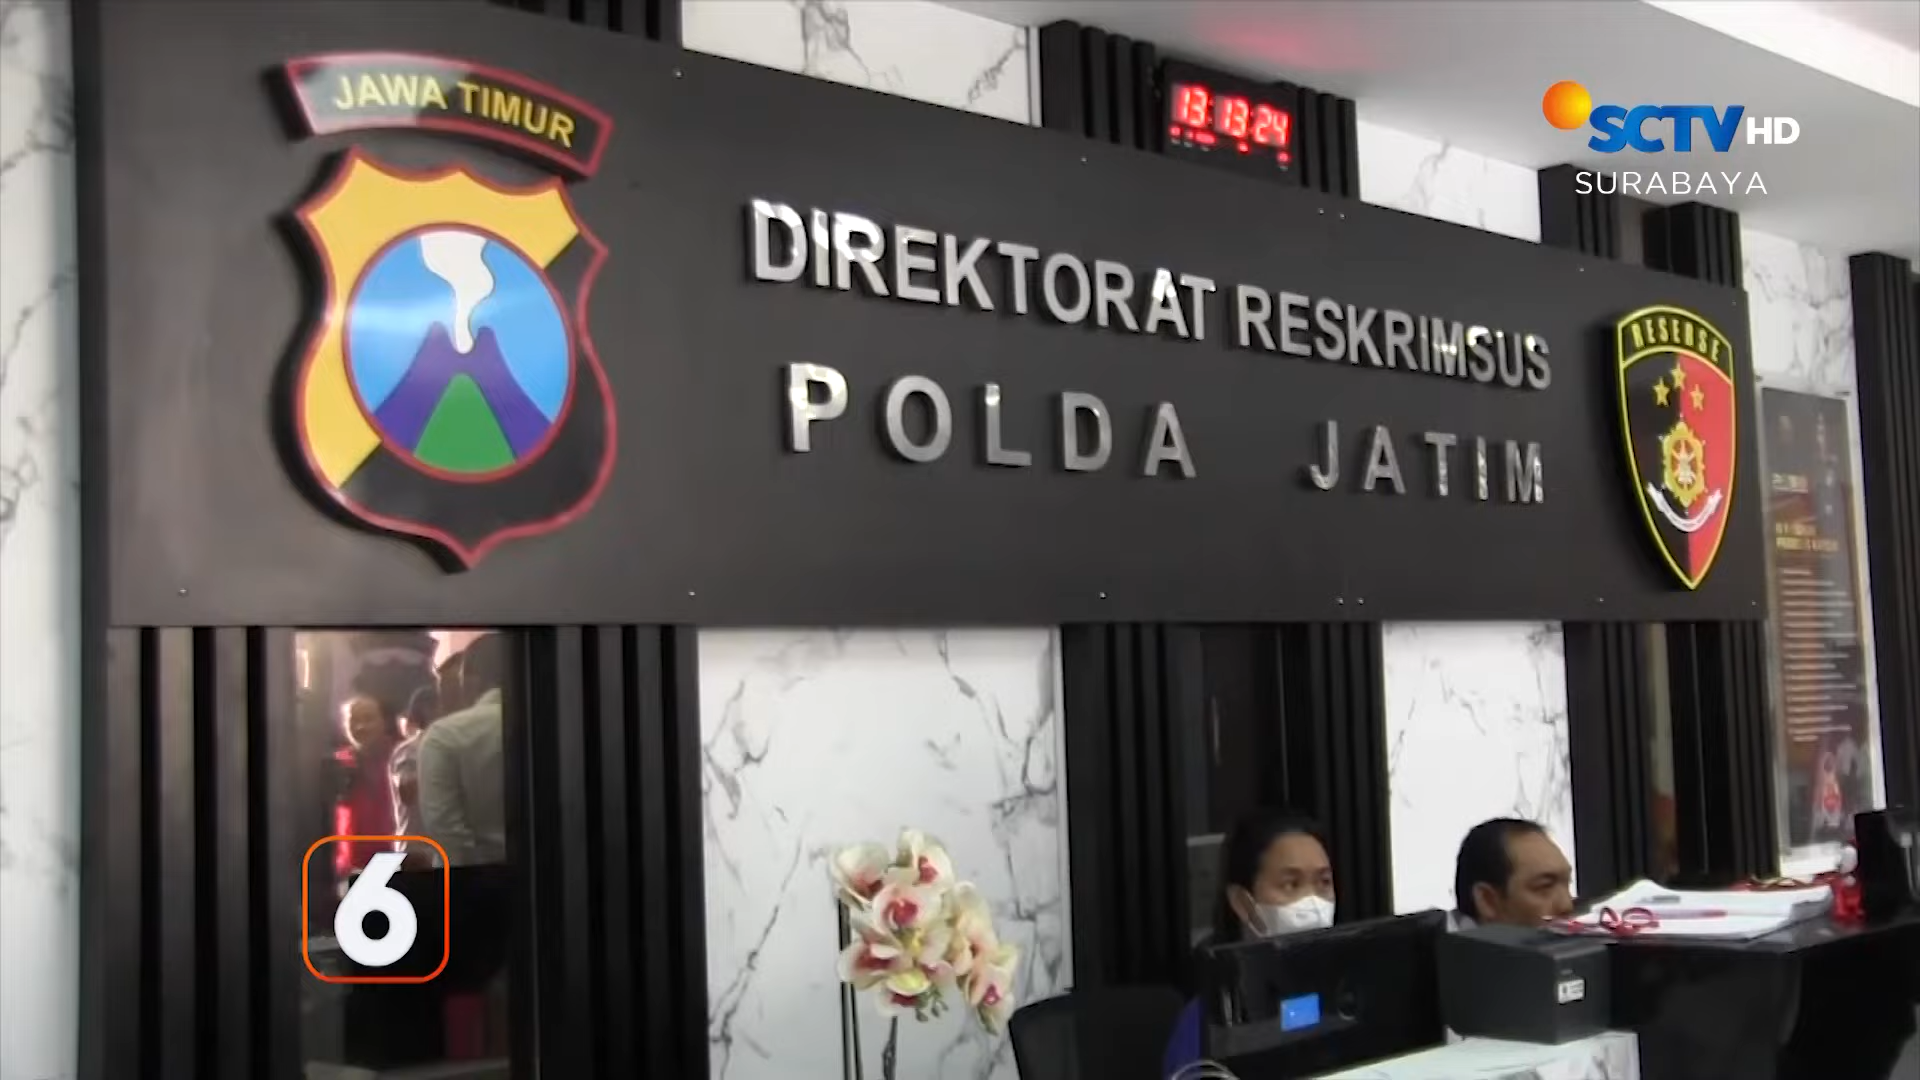 JAWA TIMUR
13:13:24
SCTV HD
SURABAYA
DIREKTORAT RESKRIMSUS
POLDA JATIM
RESERSE
6